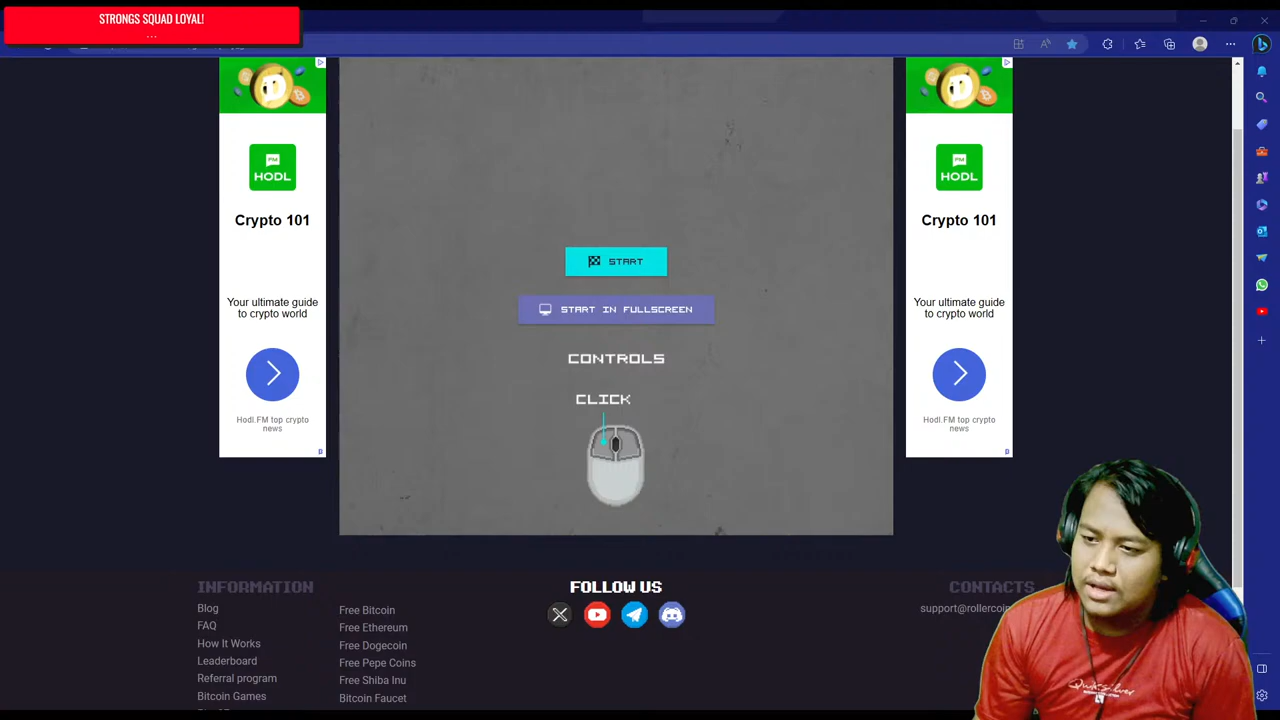 STRONGS SQUAD LOYAL!
...
PM
HODL
Crypto 101
Your ultimate guide
to crypto world
Hodl.FM top crypto
news
START
START IN FULLSCREEN
CONTROLS
CLICK
PM
HODL
Crypto 101
Your ultimate guide
to crypto world
Hodl.FM top crypto
news
INFORMATION
Blog
FAQ
How It Works
Leaderboard
Referral program
Bitcoin Games
Free Bitcoin
Free Ethereum
Free Dogecoin
Free Pepe Coins
Free Shiba Inu
Bitcoin Faucet
FOLLOW US
CONTACTS
Quiksilver